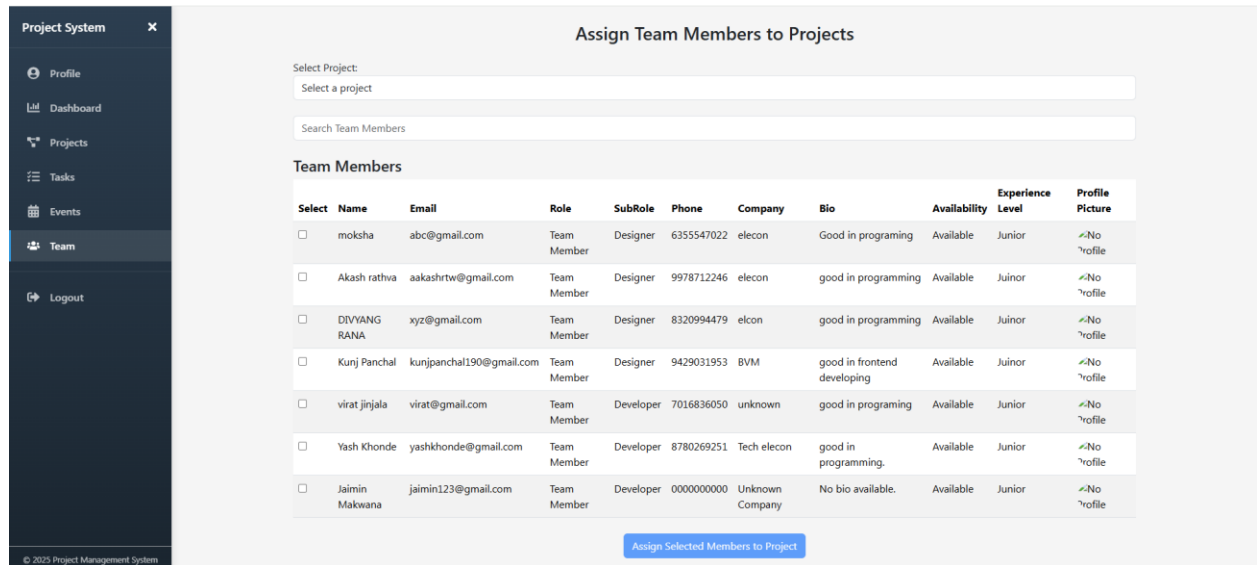 Project System ×
Profile
Dashboard
Projects
Tasks
Events
Team
Logout
© 2025 Project Management System
Assign Team Members to Projects
Select Project:
Select a project
Search Team Members
Team Members
Select Name Email Role SubRole Phone Company Bio Availability Experience Level Profile Picture
moksha abc@gmail.com Team Member Designer 6355547022 elecon Good in programing Available Junior No Profile
Akash rathva aakashrtw@gmail.com Team Member Designer 9978712246 elecon good in programming Available Juinor No Profile
DIVYANG RANA xyz@gmail.com Team Member Designer 8320994479 elcon good in programming Available Juinor No Profile
Kunj Panchal kunjpanchal190@gmail.com Team Member Designer 9429031953 BVM good in frontend developing Available Juinor No Profile
virat jinjala virat@gmail.com Team Member Developer 7016836050 unknown good in programing Available Junior No Profile
Yash Khonde yashkhonde@gmail.com Team Member Developer 8780269251 Tech elecon good in programming. Available Junior No Profile
Jaimin Makwana jaimin123@gmail.com Team Member Developer 0000000000 Unknown Company No bio available. Available Junior No Profile
Assign Selected Members to Project